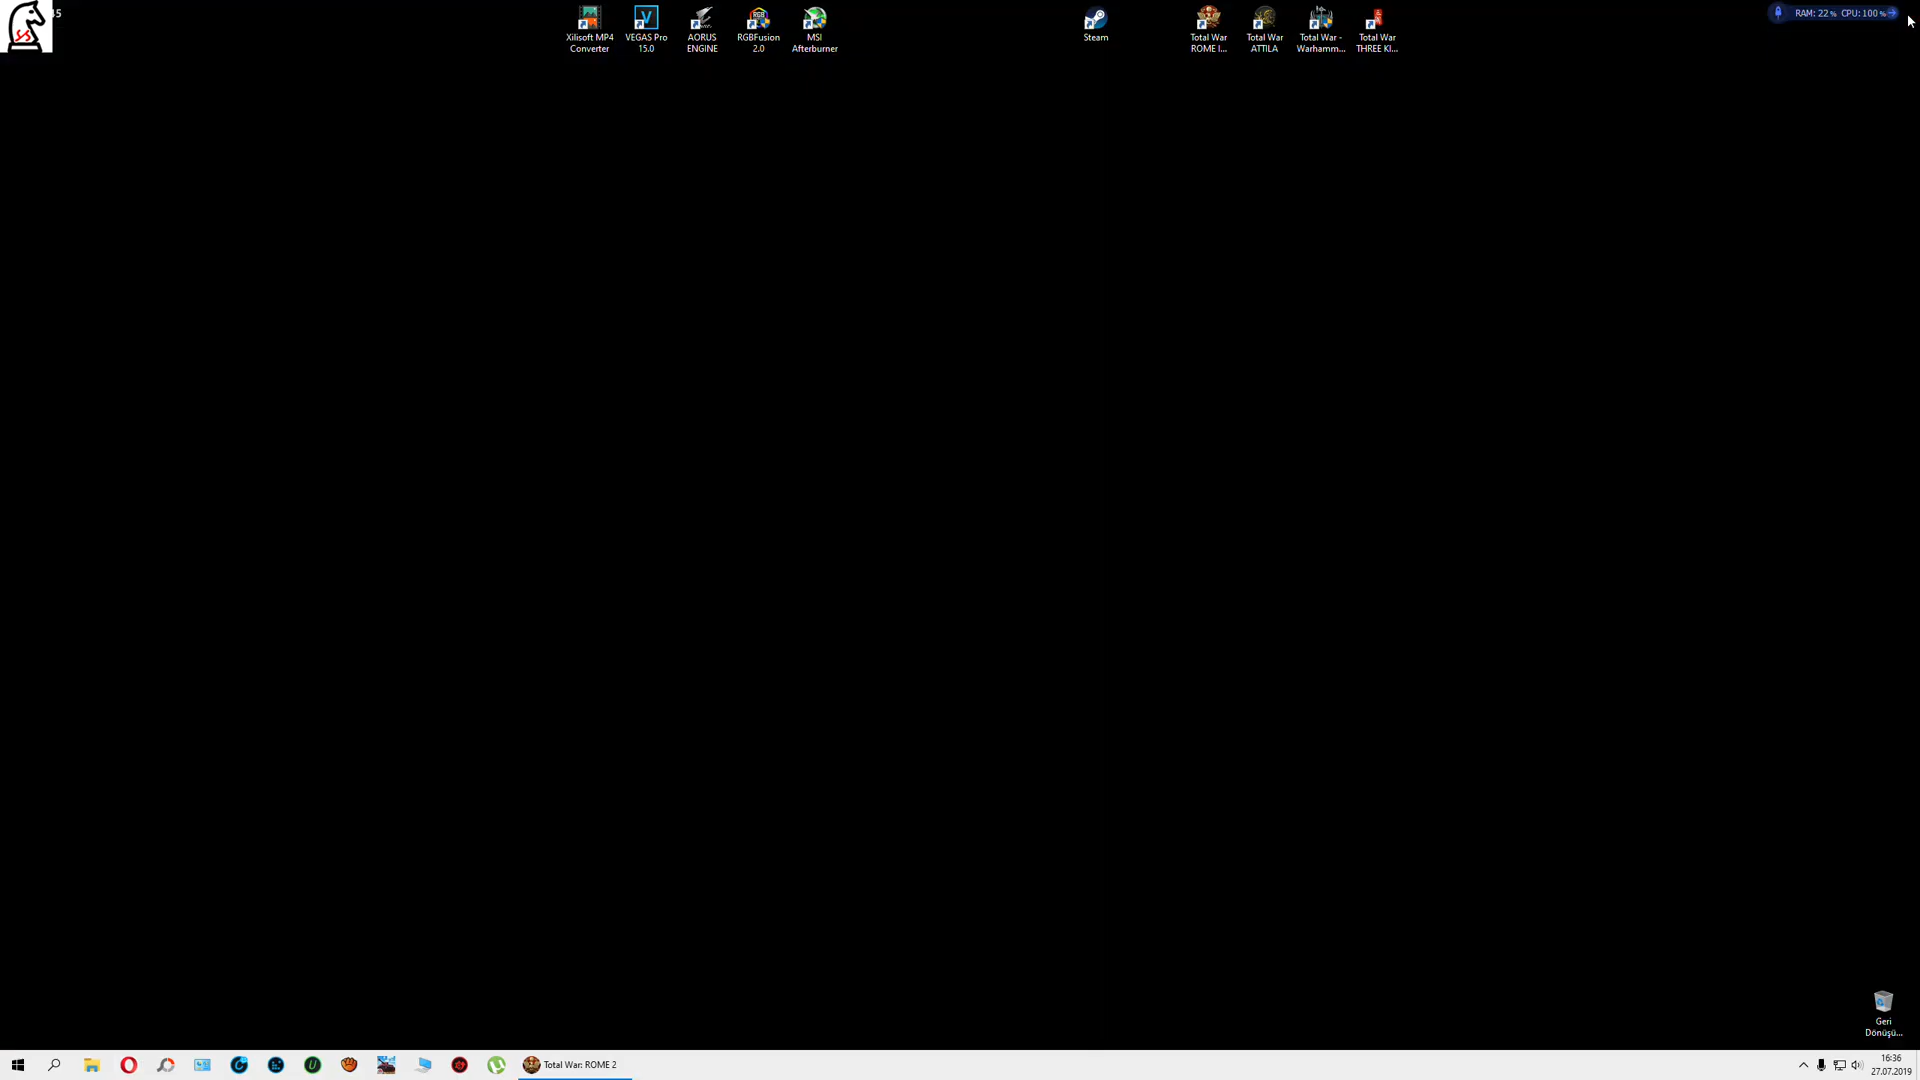 Xilisoft MP4
Converter
VEGAS Pro
15.0
AORUS
ENGINE
RGBFusion
2.0
MSI
Afterburner
Steam
Total War
ROME I...
Total War
ATTILA
Total War -
Warhamm...
Total War
THREE KI...
RAM: 22% CPU: 100%
Geri
Dönüşü...
Total War: ROME 2
16:36
27.07.2019